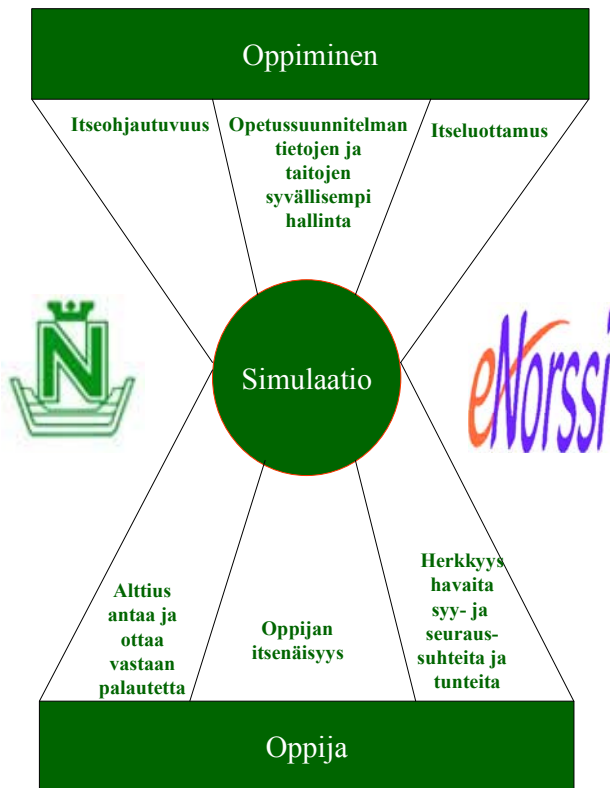 Oppiminen
Itseohjautuvuus
Opetussuunnitelman
tietojen ja
taitojen
syvällisempi
hallinta
Itseluottamus
N
Simulaatio
eNorssi
Alttius
antaa ja
ottaa
vastaan
palautetta
Oppijan
itsenäisyys
Herkkyys
havaita
syy- ja
seuraus-
suhteita ja
tunteita
Oppija